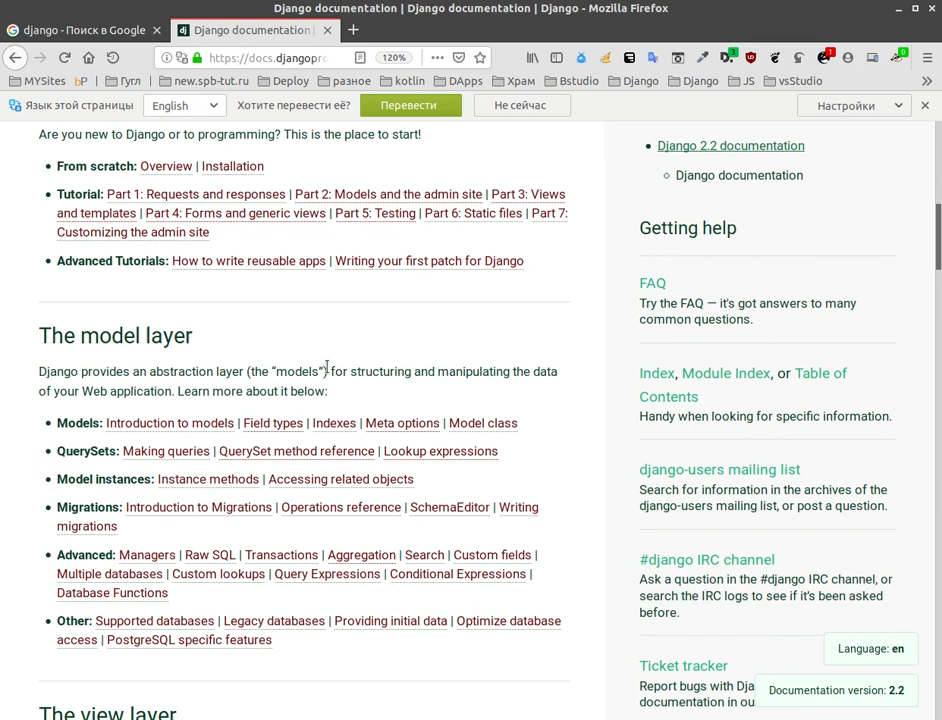 Django documentation | Django documentation | Django - Mozilla Firefox
django - Поиск в Google
Django documentation |
https://docs.djangopro
120%
3
1
0
MYSites
bP
Гугл
new.spb-tut.ru
Deploy
разное
kotlin
DApps
Храм
Bstudio
Django
Django
JS
vsStudio
Язык этой страницы
English
Хотите перевести её?
Перевести
Не сейчас
Настройки
Are you new to Django or to programming? This is the place to start!
From scratch: Overview | Installation
Tutorial: Part 1: Requests and responses | Part 2: Models and the admin site | Part 3: Views
and templates | Part 4: Forms and generic views | Part 5: Testing | Part 6: Static files | Part 7:
Customizing the admin site
Advanced Tutorials: How to write reusable apps | Writing your first patch for Django
The model layer
Django provides an abstraction layer (the “models”) for structuring and manipulating the data
of your Web application. Learn more about it below:
Models: Introduction to models | Field types | Indexes | Meta options | Model class
QuerySets: Making queries | QuerySet method reference | Lookup expressions
Model instances: Instance methods | Accessing related objects
Migrations: Introduction to Migrations | Operations reference | SchemaEditor | Writing
migrations
Advanced: Managers | Raw SQL | Transactions | Aggregation | Search | Custom fields |
Multiple databases | Custom lookups | Query Expressions | Conditional Expressions |
Database Functions
Other: Supported databases | Legacy databases | Providing initial data | Optimize database
access | PostgreSQL specific features
The view layer
Django 2.2 documentation
Django documentation
Getting help
FAQ
Try the FAQ — it's got answers to many
common questions.
Index, Module Index, or Table of
Contents
Handy when looking for specific information.
django-users mailing list
Search for information in the archives of the
django-users mailing list, or post a question.
#django IRC channel
Ask a question in the #django IRC channel, or
search the IRC logs to see if it’s been asked
before.
Ticket tracker
Report bugs with Dja
documentation in ou
Language: en
Documentation version: 2.2